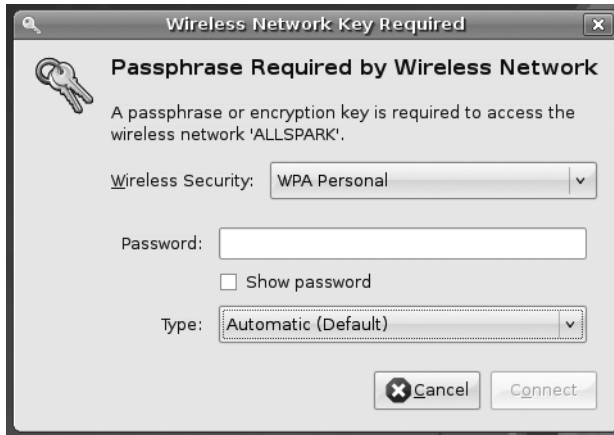 Wireless Network Key Required
Passphrase Required by Wireless Network
A passphrase or encryption key is required to access the
wireless network 'ALLSPARK'.
Wireless Security: WPA Personal
Password:
Show password
Type: Automatic (Default)
Cancel Connect